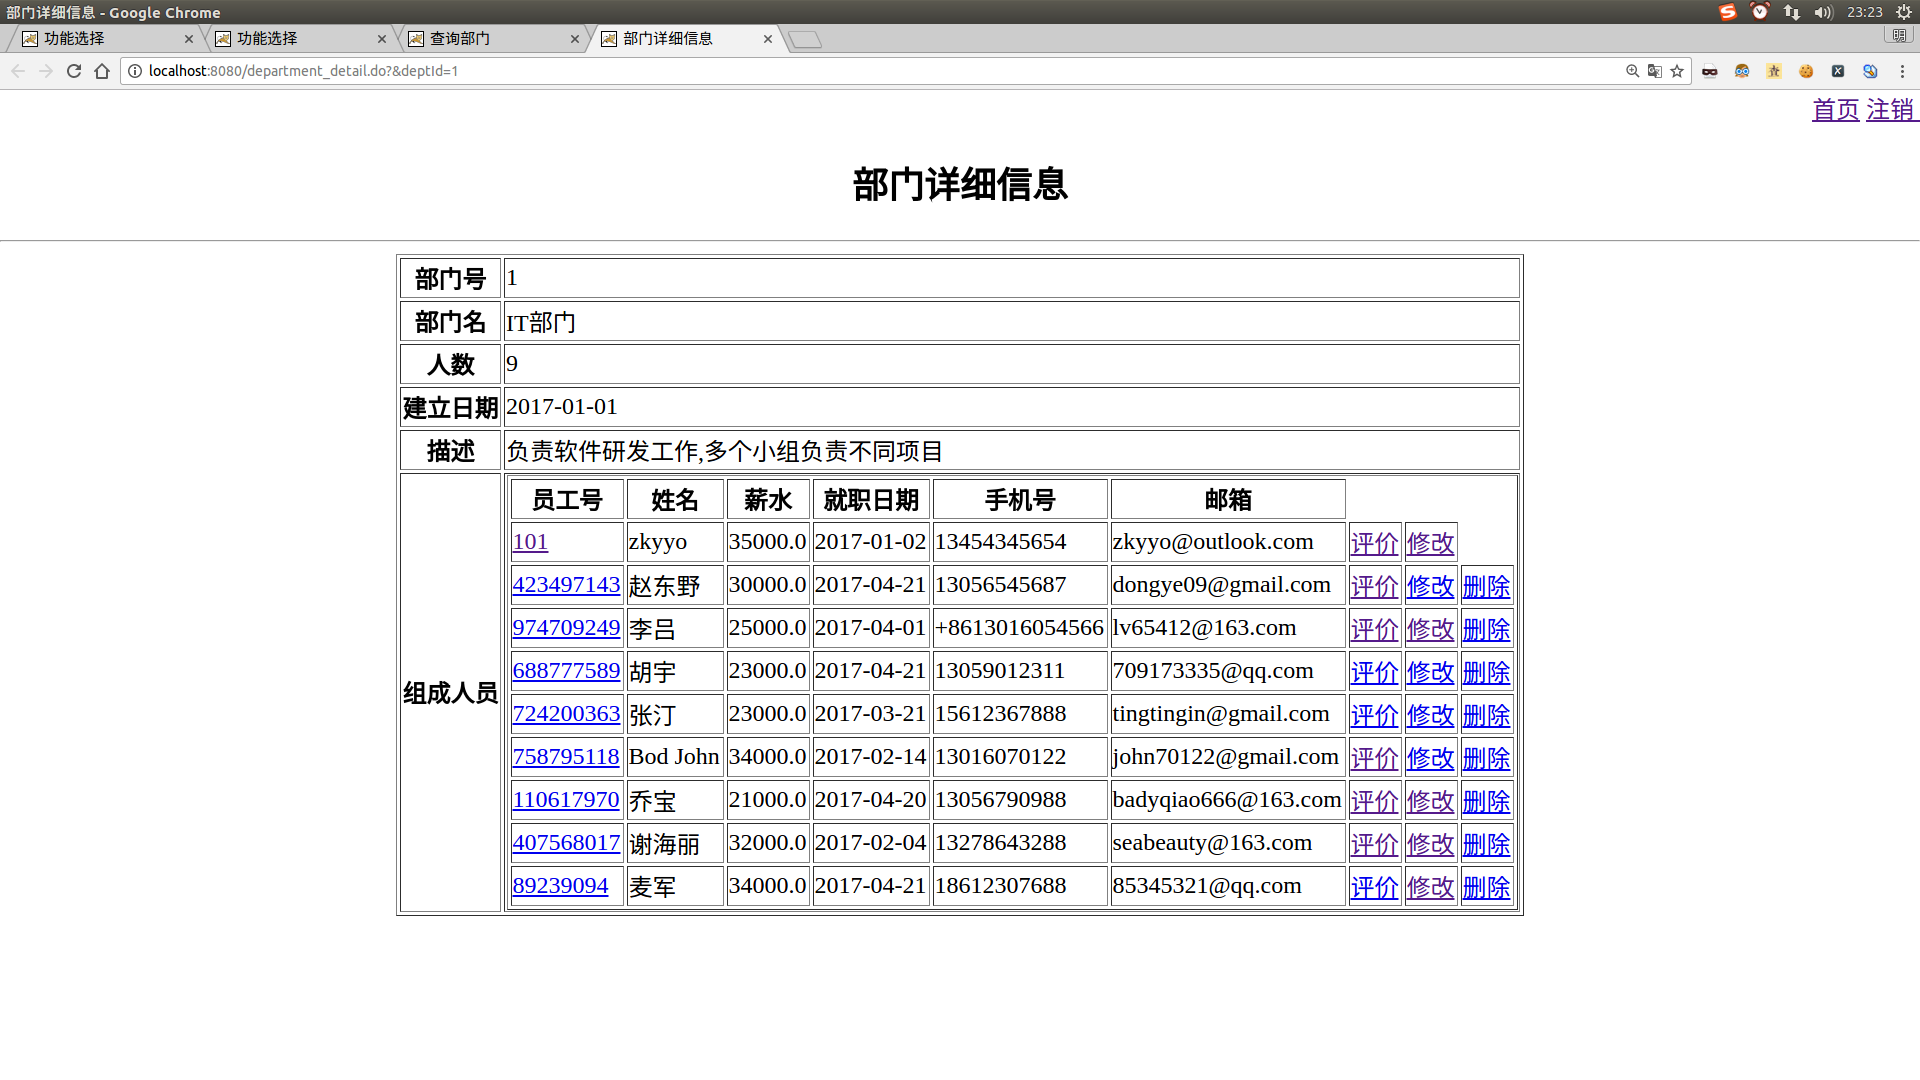 部门详细信息 - Google Chrome
23:23
功能选择 功能选择 查询部门 部门详细信息
localhost:8080/department_detail.do?&deptId=1
首页 注销
部门详细信息
部门号 1
部门名 IT部门
人数 9
建立日期 2017-01-01
描述 负责软件研发工作,多个小组负责不同项目
组成人员
员工号 姓名 薪水 就职日期 手机号 邮箱
101 zkyyo 35000.0 2017-01-02 13454345654 zkyyo@outlook.com 评价 修改
423497143 赵东野 30000.0 2017-04-21 13056545687 dongye09@gmail.com 评价 修改 删除
974709249 李吕 25000.0 2017-04-01 +8613016054566 lv65412@163.com 评价 修改 删除
688777589 胡宇 23000.0 2017-04-21 13059012311 709173335@qq.com 评价 修改 删除
724200363 张汀 23000.0 2017-03-21 15612367888 tingtingin@gmail.com 评价 修改 删除
758795118 Bod John 34000.0 2017-02-14 13016070122 john70122@gmail.com 评价 修改 删除
110617970 乔宝 21000.0 2017-04-20 13056790988 badyqiao666@163.com 评价 修改 删除
407568017 谢海丽 32000.0 2017-02-04 13278643288 seabeauty@163.com 评价 修改 删除
89239094 麦军 34000.0 2017-04-21 18612307688 85345321@qq.com 评价 修改 删除